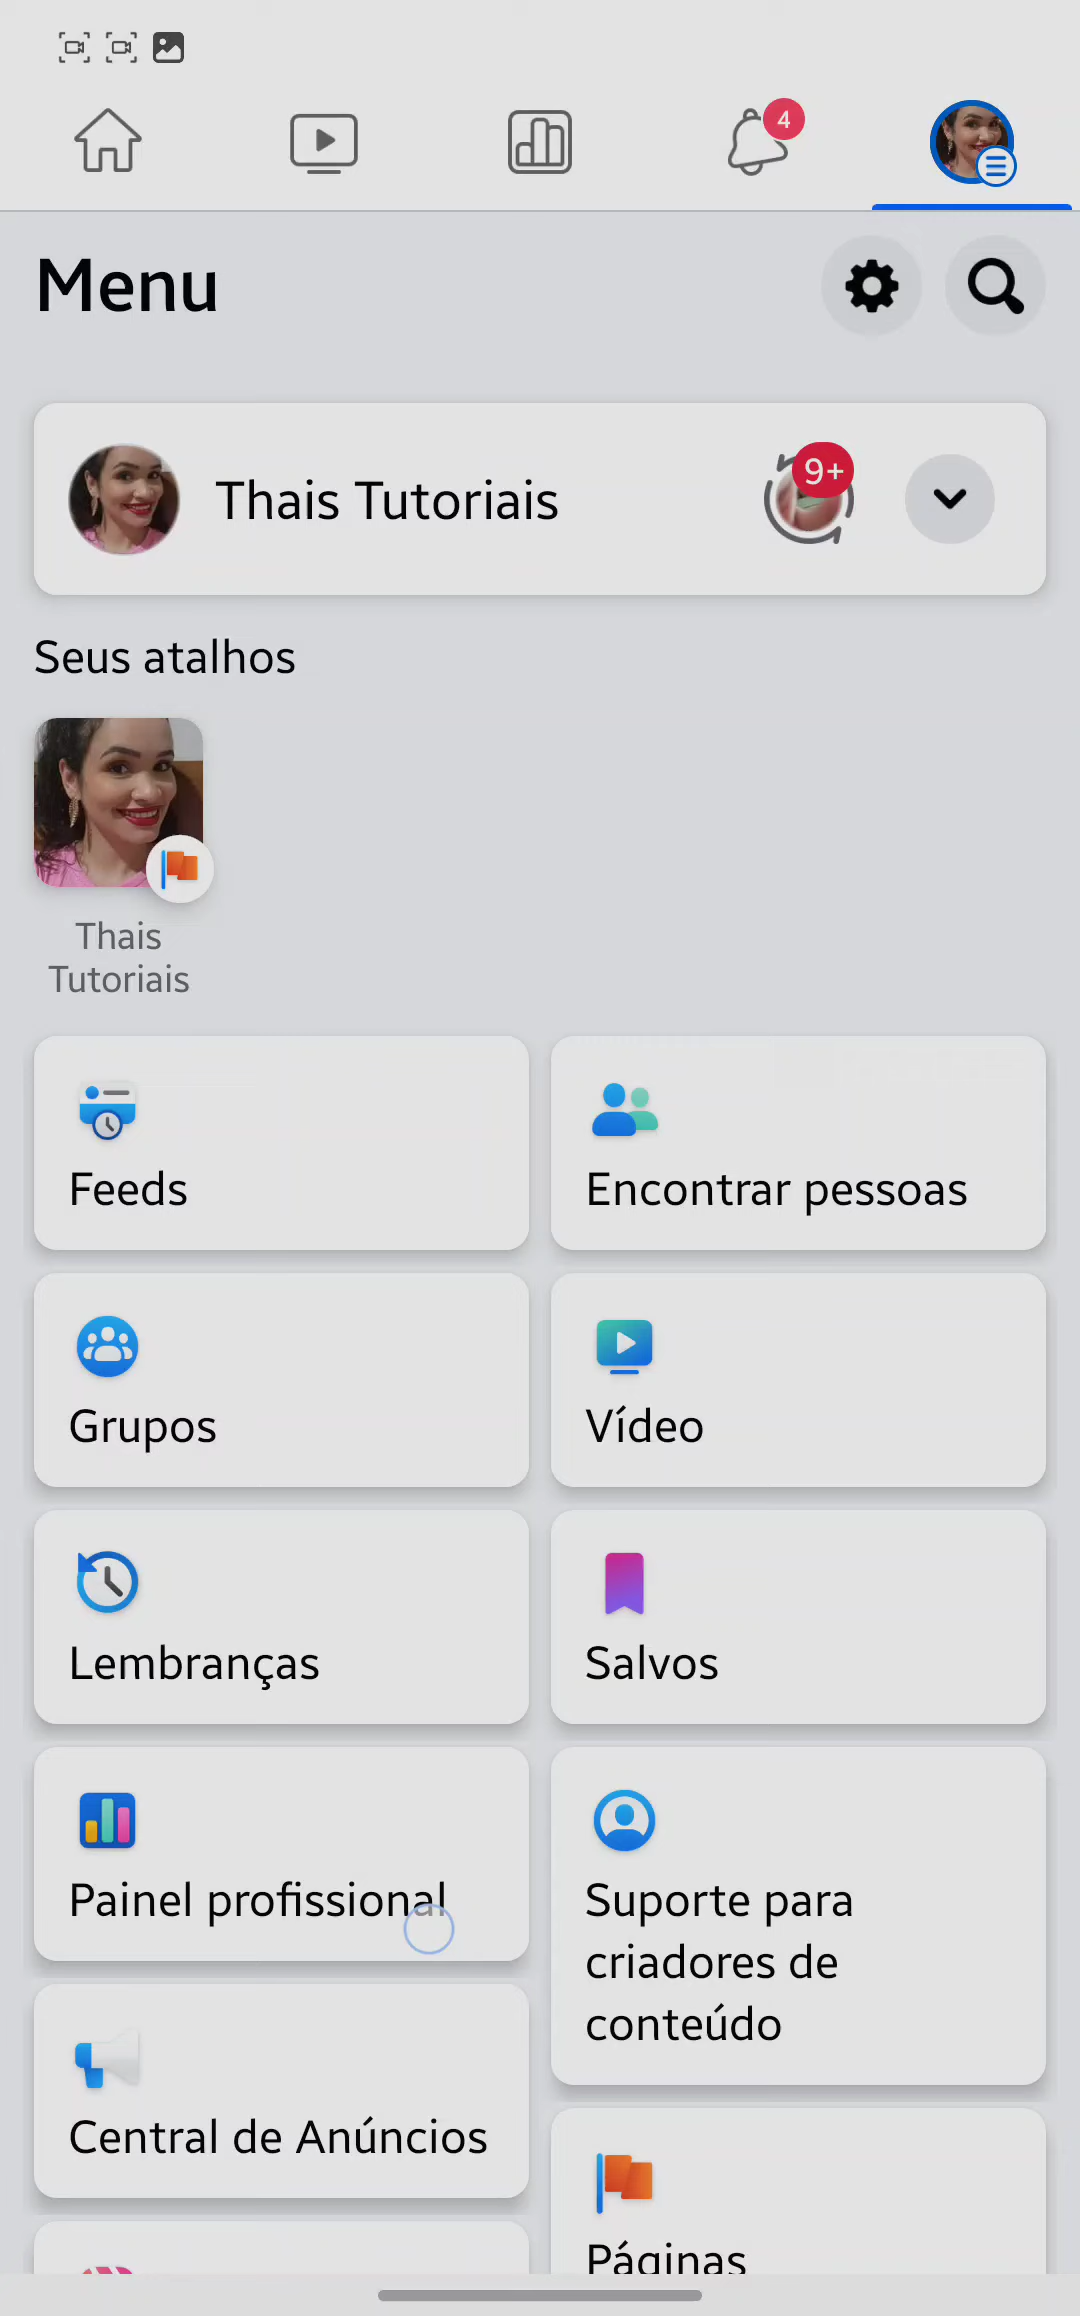 4
Menu
Thais Tutoriais
9+
Seus atalhos
Thais
Tutoriais
Feeds
Encontrar pessoas
Grupos
Vídeo
Lembranças
Salvos
Painel profissional
Suporte para
criadores de
conteúdo
Central de Anúncios
Páginas